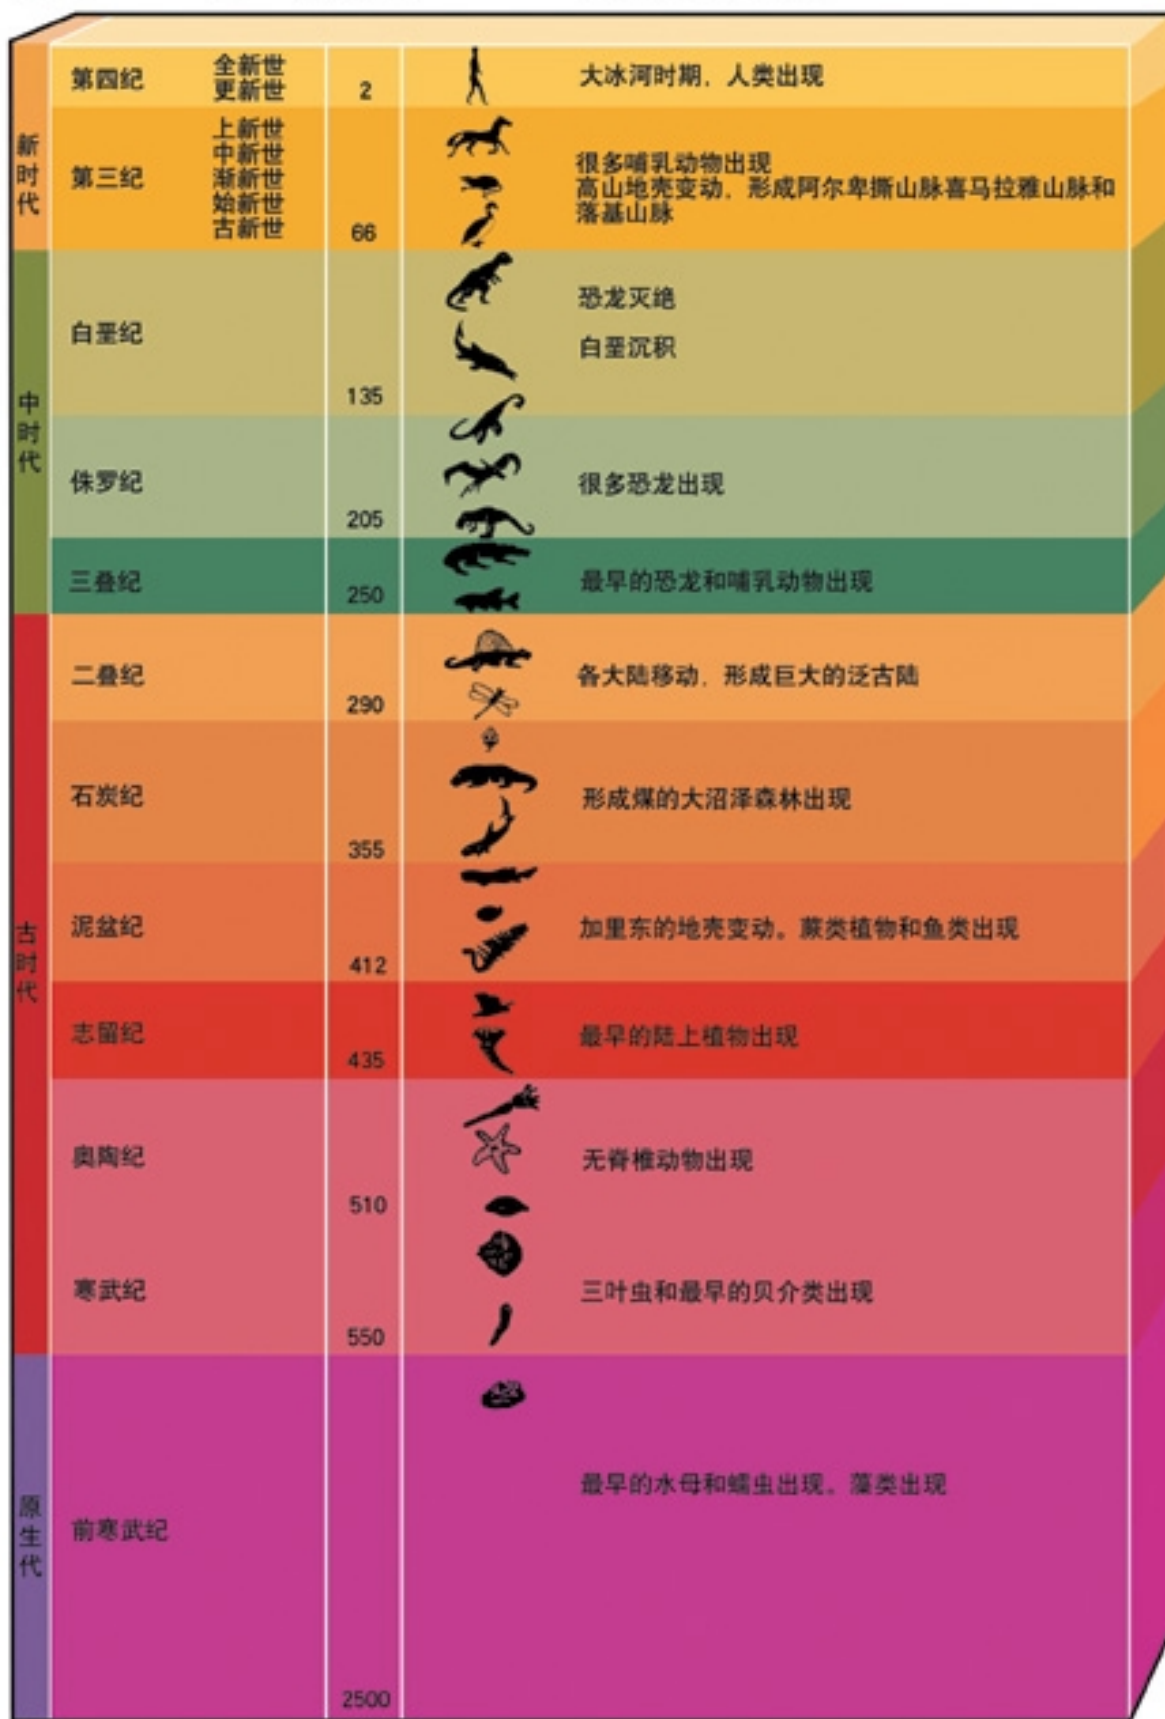 新时代
第四纪
全新世
更新世
2
大冰河时期，人类出现
第三纪
上新世
中新世
渐新世
始新世
古新世
66
很多哺乳动物出现
高山地壳变动，形成阿尔卑撕山脉喜马拉雅山脉和
落基山脉
中时代
白垩纪
135
恐龙灭绝
白垩沉积
侏罗纪
205
很多恐龙出现
三叠纪
250
最早的恐龙和哺乳动物出现
古时代
二叠纪
290
各大陆移动，形成巨大的泛古陆
石炭纪
355
形成煤的大沼泽森林出现
泥盆纪
412
加里东的地壳变动。蕨类植物和鱼类出现
志留纪
435
最早的陆上植物出现
奥陶纪
510
无脊椎动物出现
寒武纪
550
三叶虫和最早的贝介类出现
原生代
前寒武纪
2500
最早的水母和蠕虫出现。藻类出现